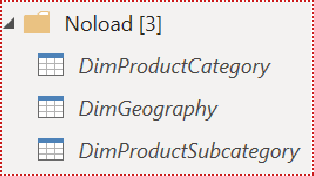 Noload [3]
DimProductCategory
DimGeography
DimProductSubcategory